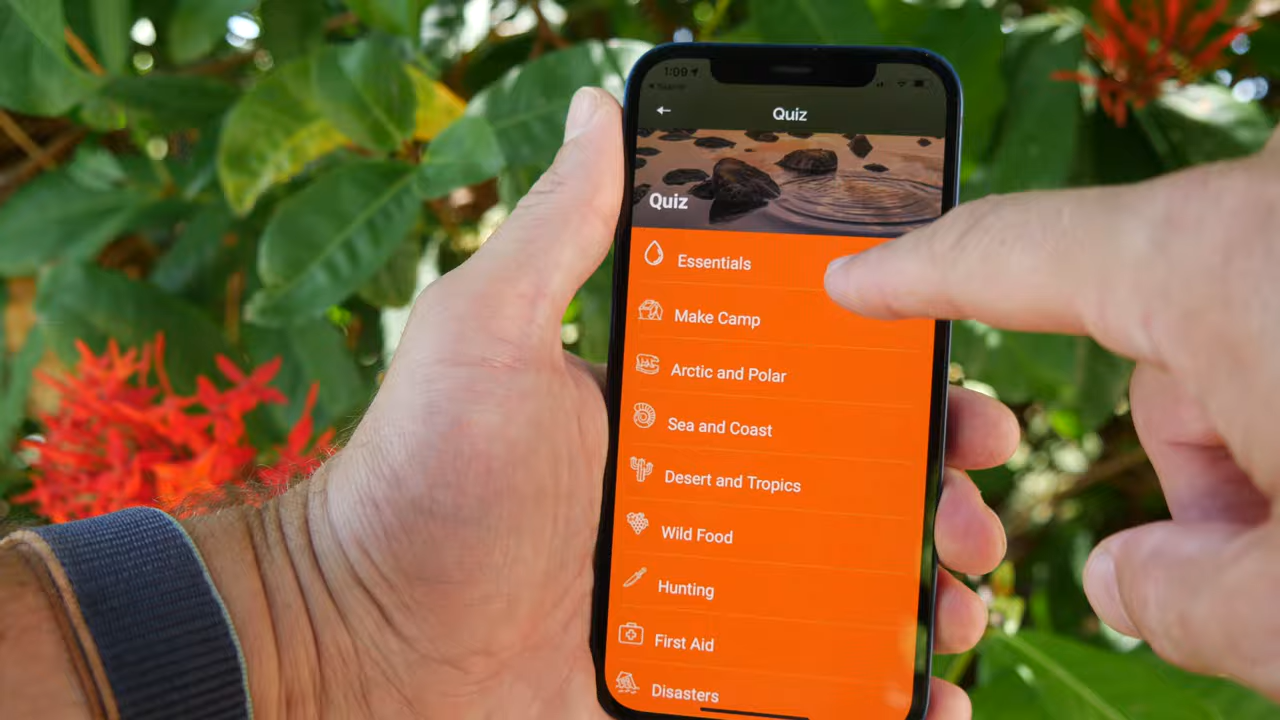 1:09
Quiz
Quiz
Essentials
Make Camp
Arctic and Polar
Sea and Coast
Desert and Tropics
Wild Food
Hunting
First Aid
Disasters